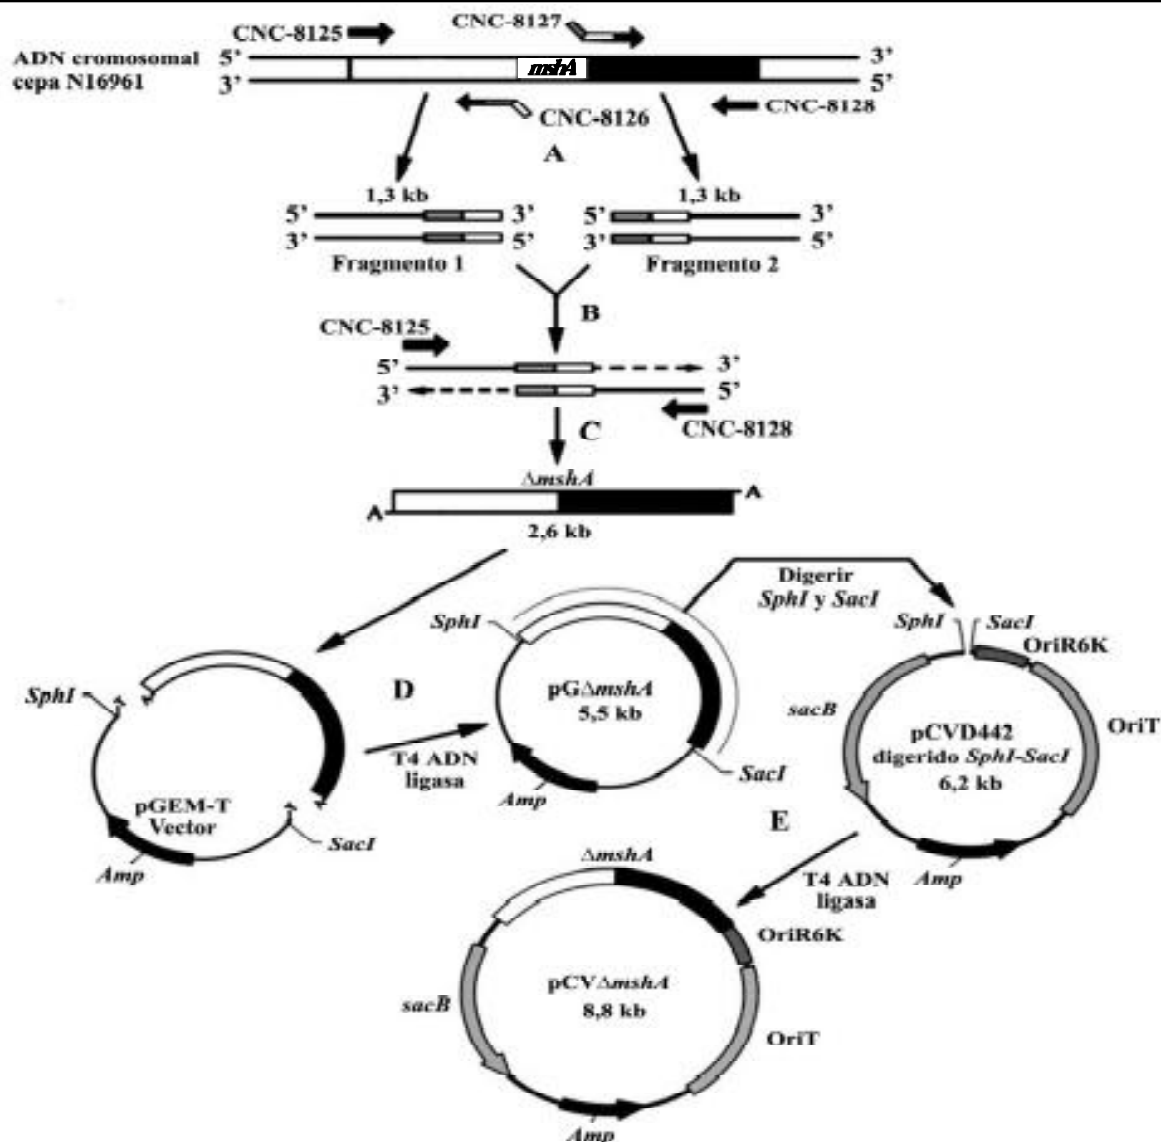 CNC-8125
CNC-8127
ADN cromosomal
cepa N16961
5’
3’
mshA
3’
5’
CNC-8126
CNC-8128
A
1,3 kb
1,3 kb
5’
3’
5’
3’
3’
5’
3’
5’
Fragmento 1
Fragmento 2
B
CNC-8125
5’
3’
3’
5’
CNC-8128
C
ΔmshA
A
A
2,6 kb
Digerir
SphI y SacI
SphI
SphI
SacI
OriR6K
SphI
T
A
D
pGΔmshA
5,5 kb
sacB
pCVD442
digerido SphI-SacI
6,2 kb
OriT
T4 ADN
ligasa
SacI
Amp
pGEM-T
Vector
A
T
SacI
Amp
E
Amp
T4 ADN
ligasa
ΔmshA
OriR6K
pCVΔmshA
8,8 kb
sacB
OriT
Amp